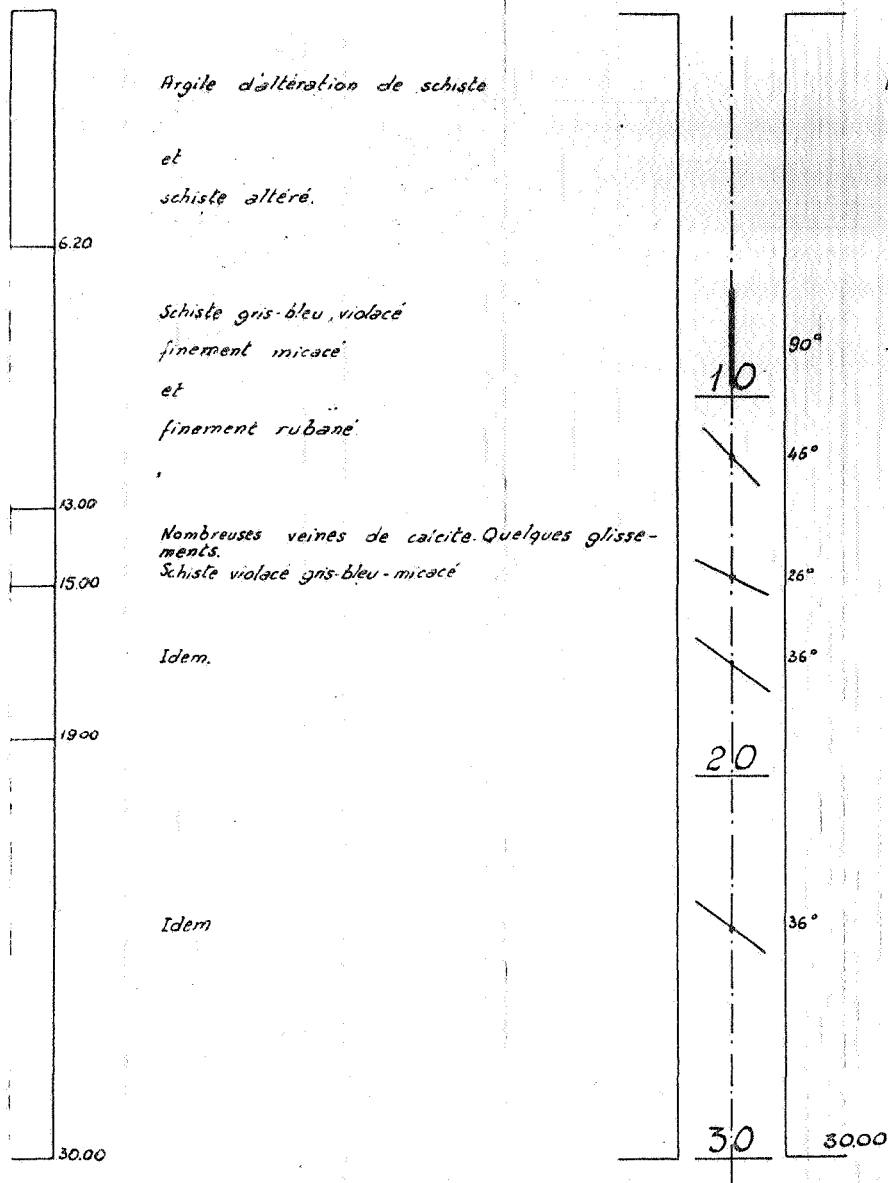 Argile d'altération de schiste
et
schiste altéré.
6.20
Schiste gris-bleu, violacé
finement micacé
90°
et
10
finement rubané.
46°
13.00
Nombreuses veines de calcite. Quelques glisse-
ments.
Schiste violacé gris-bleu-micacé
15.00
26°
Idem.
36°
19.00
20
Idem
36°
30.00
30
30.00